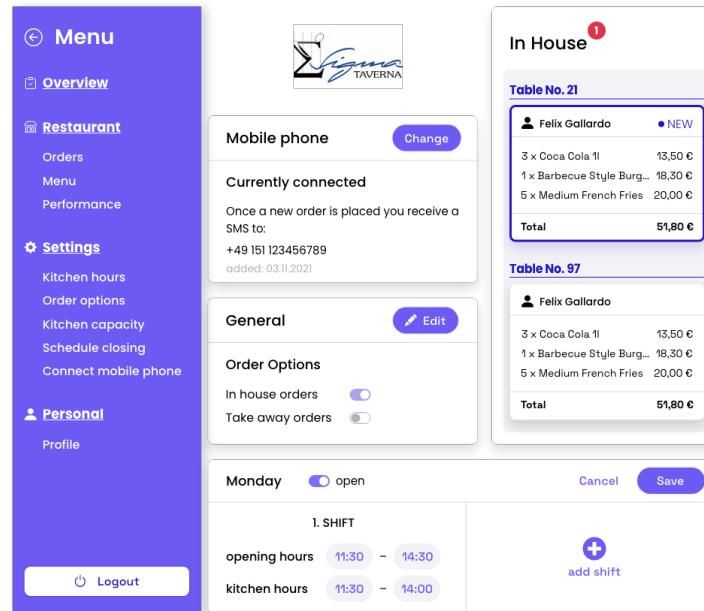 Menu
Overview
Restaurant
Orders
Menu
Performance
Settings
Kitchen hours
Order options
Kitchen capacity
Schedule closing
Connect mobile phone
Personal
Profile
Logout
Sigma
TAVERNA
Mobile phone
Change
Currently connected
Once a new order is placed you receive a
SMS to:
+49 151 123456789
added: 03.11.2021
General
Edit
Order Options
In house orders
Take away orders
In House 1
Table No. 21
Felix Gallardo • NEW
3 x Coca Cola 1l 13,50 €
1 x Barbecue Style Burg... 18,30 €
5 x Medium French Fries 20,00 €
Total 51,80 €
Table No. 97
Felix Gallardo
3 x Coca Cola 1l 13,50 €
1 x Barbecue Style Burg... 18,30 €
5 x Medium French Fries 20,00 €
Total 51,80 €
Monday open Cancel Save
1. SHIFT
opening hours 11:30 – 14:30
kitchen hours 11:30 – 14:00
add shift